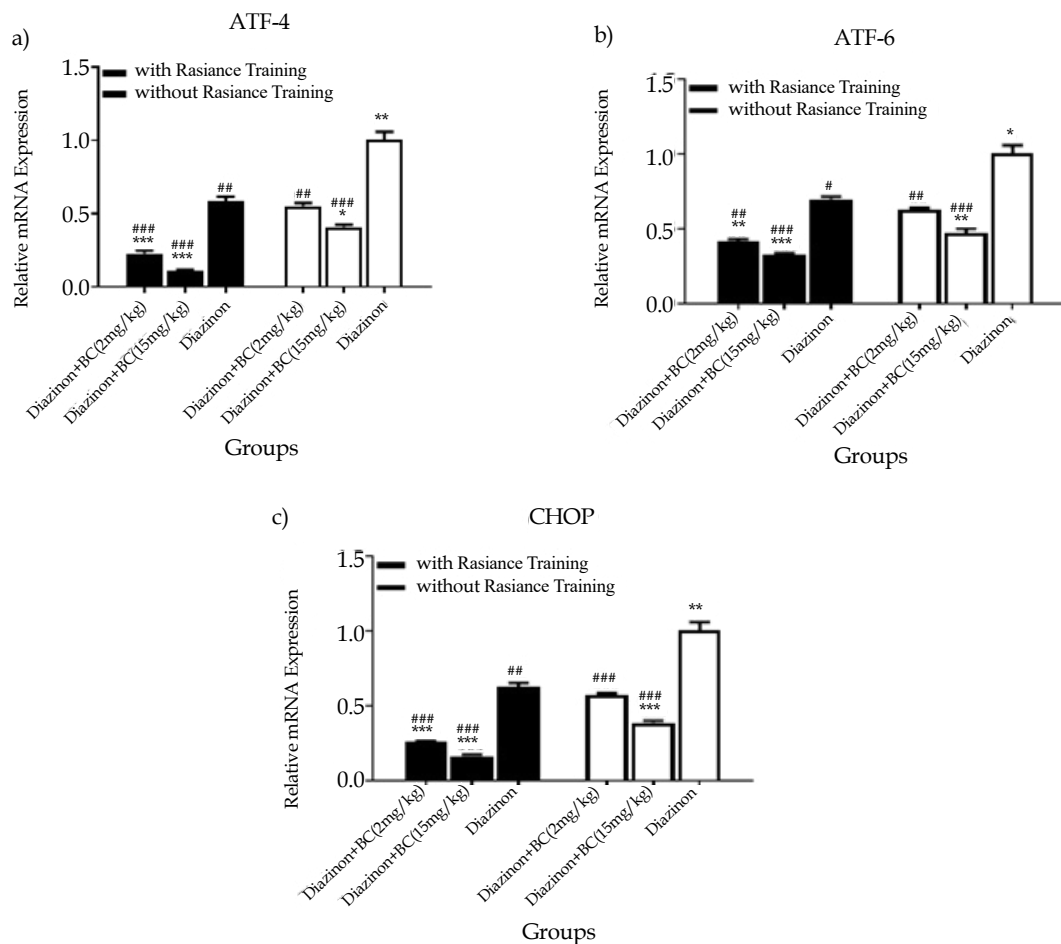 a)
ATF-4
Relative mRNA Expression
1.5
1.0
0.5
0.0
with Rasiance Training
without Rasiance Training
###
***
###
***
##
##
###
*
**
Diazinon+BC(2mg/kg)
Diazinon+BC(15mg/kg)
Diazinon
Diazinon+BC(2mg/kg)
Diazinon+BC(15mg/kg)
Diazinon
Groups
b)
ATF-6
Relative mRNA Expression
1.5
1.0
0.5
0.0
with Rasiance Training
without Rasiance Training
##
**
###
***
#
##
###
**
*
Diazinon+BC(2mg/kg)
Diazinon+BC(15mg/kg)
Diazinon
Diazinon+BC(2mg/kg)
Diazinon+BC(15mg/kg)
Diazinon
Groups
c)
CHOP
Relative mRNA Expression
1.5
1.0
0.5
0.0
with Rasiance Training
without Rasiance Training
###
***
###
***
##
###
###
***
**
Diazinon+BC(2mg/kg)
Diazinon+BC(15mg/kg)
Diazinon
Diazinon+BC(2mg/kg)
Diazinon+BC(15mg/kg)
Diazinon
Groups